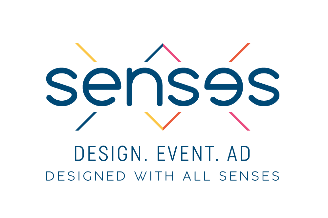 senses
DESIGN. EVENT. AD
DESIGNED WITH ALL SENSES